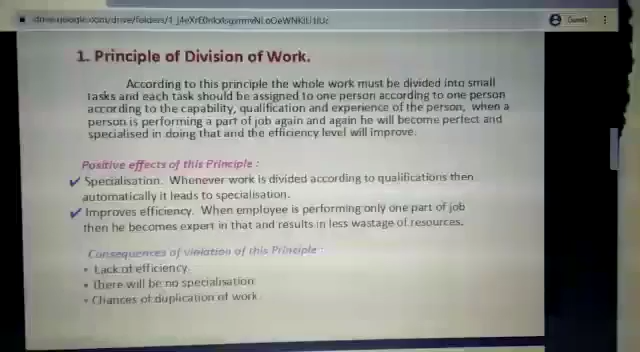 1. Principle of Division of Work.
According to this principle the whole work must be divided into small
tasks and each task should be assigned to one person according to one person
according to the capability, qualification and experience of the person, when a
person is performing a part of job again and again he will become perfect and
specialised in doing that and the efficiency level will improve.
Positive effects of this Principle :
✔ Specialisation. Whenever work is divided according to qualifications then
automatically it leads to specialisation.
✔ Improves efficiency. When employee is performing only one part of job
then he becomes expert in that and results in less wastage of resources.
Consequences of violation of this Principle :
• Lack of efficiency.
• There will be no specialisation
• Chances of duplication of work.